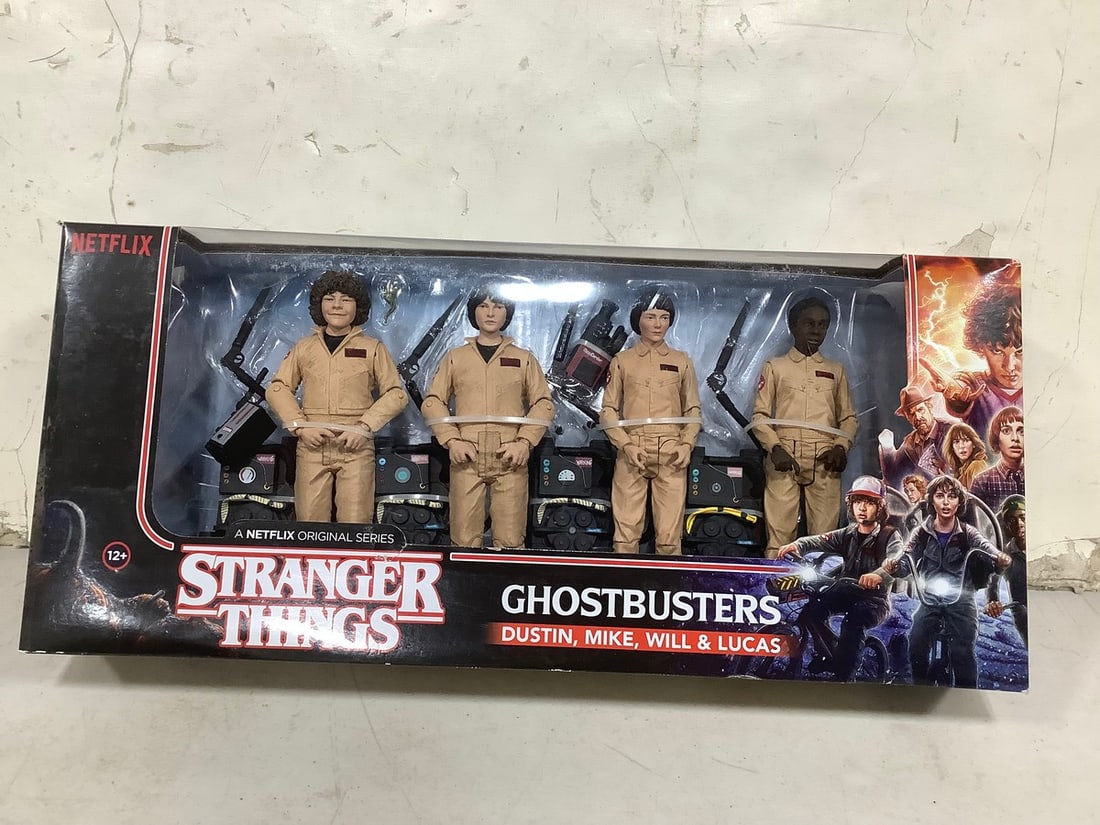 NETFLIX
12+
A NETFLIX ORIGINAL SERIES
STRANGER
THINGS
GHOSTBUSTERS
DUSTIN, MIKE, WILL & LUCAS